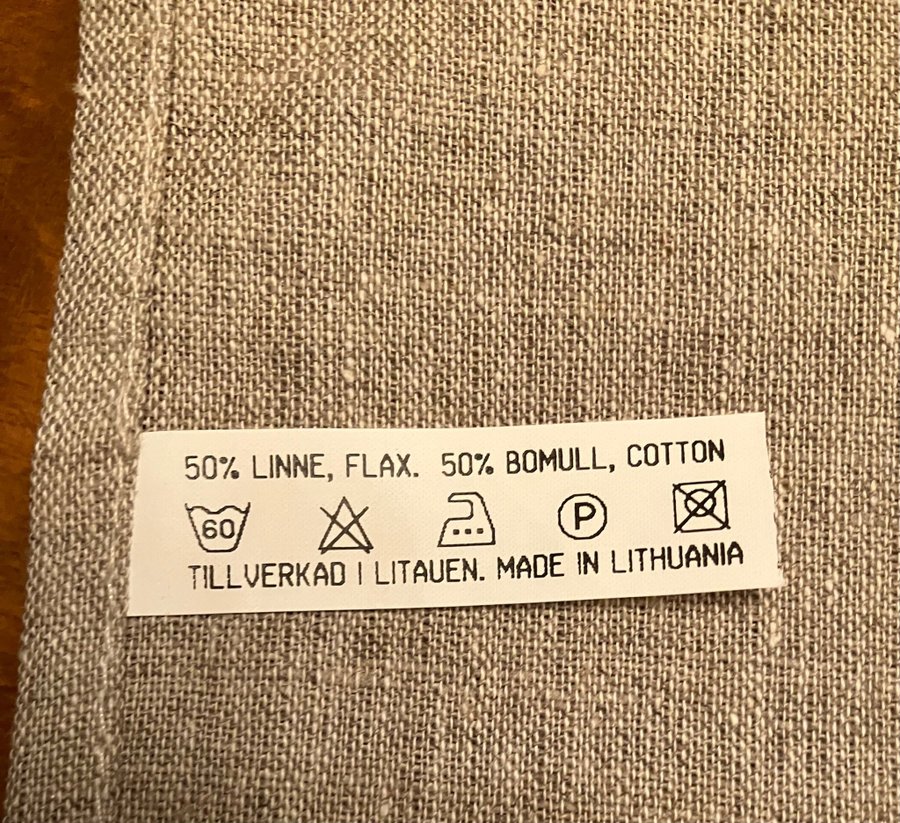 50% LINNE, FLAX. 50% BOMULL, COTTON
60 P
TILLVERKAD I LITAUEN. MADE IN LITHUANIA